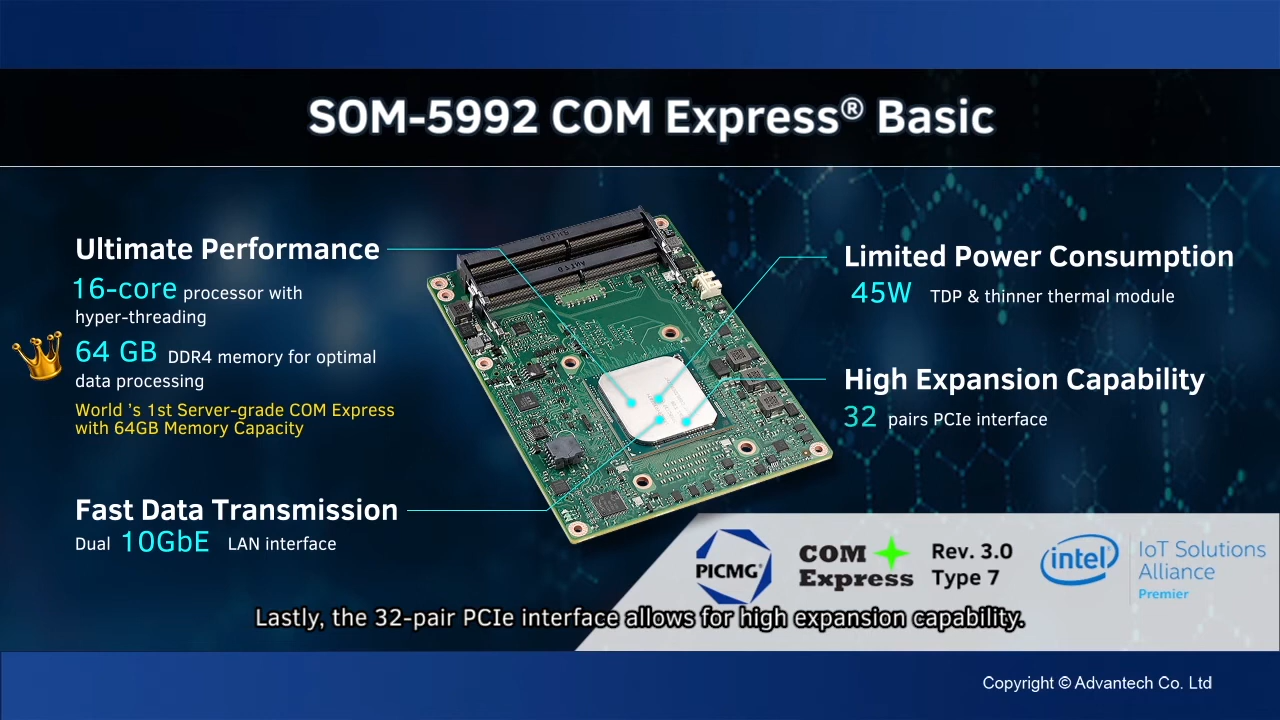 SOM-5992 COM Express® Basic
Ultimate Performance
16-core processor with
hyper-threading
64 GB DDR4 memory for optimal
data processing
World 's 1st Server-grade COM Express
with 64GB Memory Capacity
Fast Data Transmission
Dual 10GbE LAN interface
Limited Power Consumption
45W TDP & thinner thermal module
High Expansion Capability
32 pairs PCIe interface
PICMG®
COM
Express
Rev. 3.0
Type 7
intel®
IoT Solutions
Alliance
Premier
Lastly, the 32-pair PCIe interface allows for high expansion capability.
Copyright © Advantech Co. Ltd